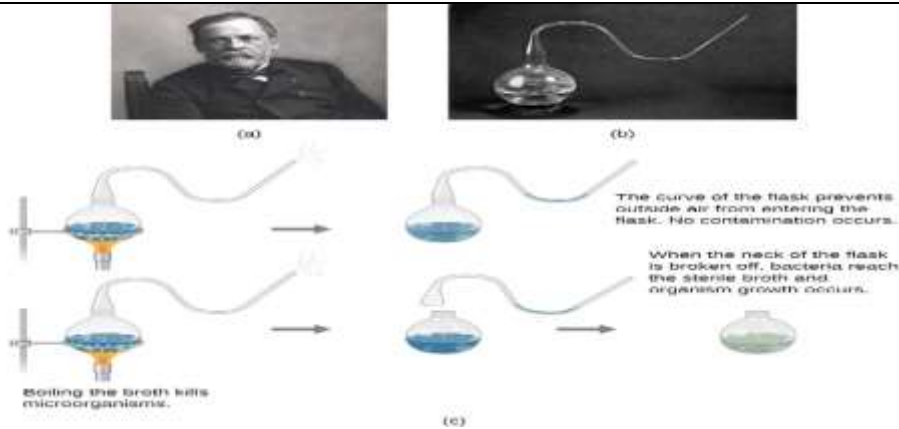 (a)
(b)
The curve of the flask prevents
outside air from entering the
flask. No contamination occurs.
When the neck of the flask
is broken off, bacteria reach
the sterile broth and
organism growth occurs.
Boiling the broth kills
microorganisms.
(c)